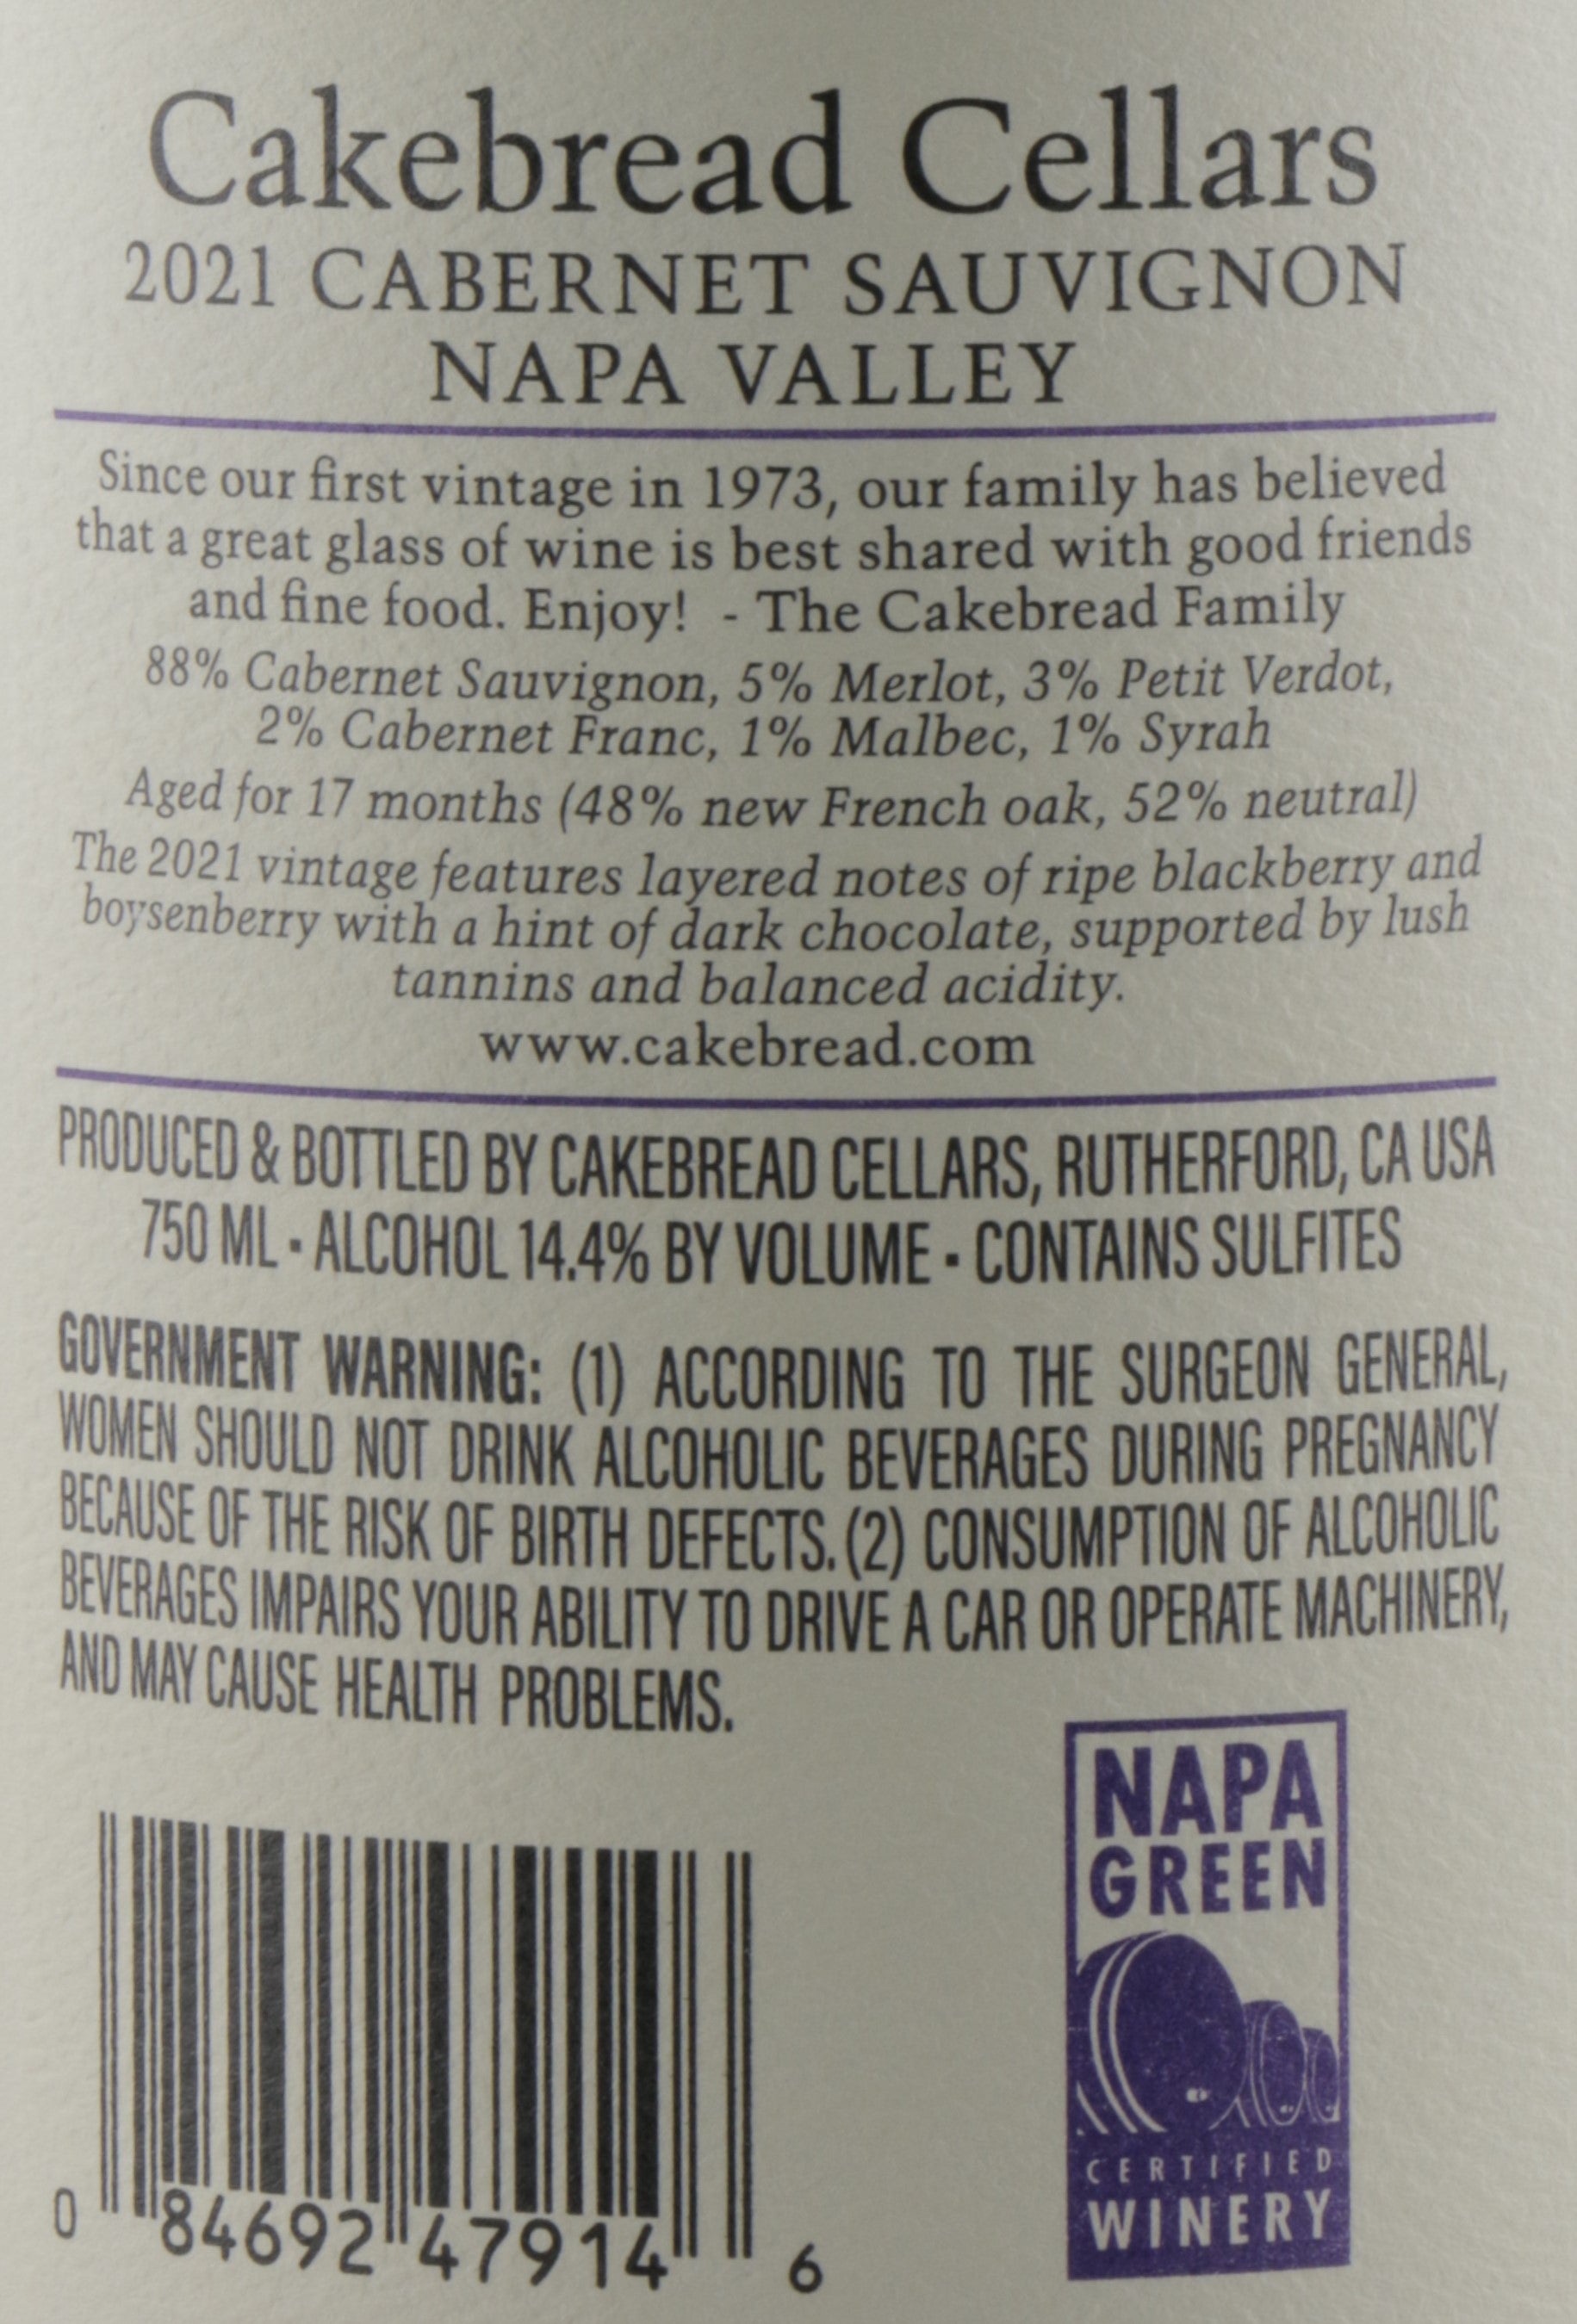 Cakebread Cellars
2021 CABERNET SAUVIGNON
NAPA VALLEY
Since our first vintage in 1973, our family has believed
that a great glass of wine is best shared with good friends
and fine food. Enjoy! - The Cakebread Family
88% Cabernet Sauvignon, 5% Merlot, 3% Petit Verdot,
2% Cabernet Franc, 1% Malbec, 1% Syrah
Aged for 17 months (48% new French oak, 52% neutral)
The 2021 vintage features layered notes of ripe blackberry and
boysenberry with a hint of dark chocolate, supported by lush
tannins and balanced acidity.
www.cakebread.com
PRODUCED & BOTTLED BY CAKEBREAD CELLARS, RUTHERFORD, CA USA
750 ML · ALCOHOL 14.4% BY VOLUME · CONTAINS SULFITES
GOVERNMENT WARNING: (1) ACCORDING TO THE SURGEON GENERAL,
WOMEN SHOULD NOT DRINK ALCOHOLIC BEVERAGES DURING PREGNANCY
BECAUSE OF THE RISK OF BIRTH DEFECTS. (2) CONSUMPTION OF ALCOHOLIC
BEVERAGES IMPAIRS YOUR ABILITY TO DRIVE A CAR OR OPERATE MACHINERY,
AND MAY CAUSE HEALTH PROBLEMS.
0 84692 47914 6
NAPA
GREEN
CERTIFIED
WINERY